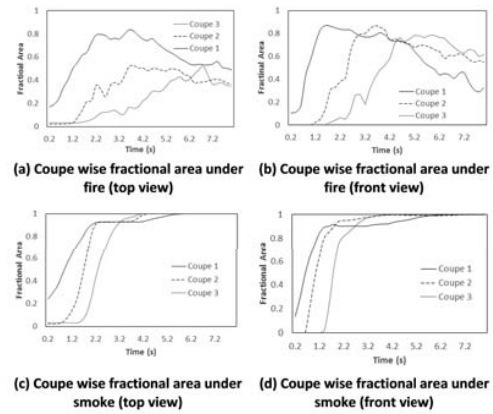 1
0.8
0.6
0.4
0.2
0
Fractional Area
Coupe 3
Coupe 2
Coupe 1
0.2 1.2 2.2 3.2 4.2 5.2 6.2 7.2
Time (s)
(a) Coupe wise fractional area under
fire (top view)
1
0.8
0.6
0.4
0.2
0
Fractional Area
Coupe 1
Coupe 2
Coupe 3
0.2 1.2 2.2 3.2 4.2 5.2 6.2 7.2
Time (s)
(b) Coupe wise fractional area under
fire (front view)
1
0.8
0.6
0.4
0.2
0
Fractional Area
Coupe 1
Coupe 2
Coupe 3
0.2 1.2 2.2 3.2 4.2 5.2 6.2 7.2
Time (s)
(c) Coupe wise fractional area under
smoke (top view)
1
0.8
0.6
0.4
0.2
0
Fractional Area
Coupe 1
Coupe 2
Coupe 3
0.2 1.2 2.2 3.2 4.2 5.2 6.2 7.2
Time (s)
(d) Coupe wise fractional area under
smoke (front view)